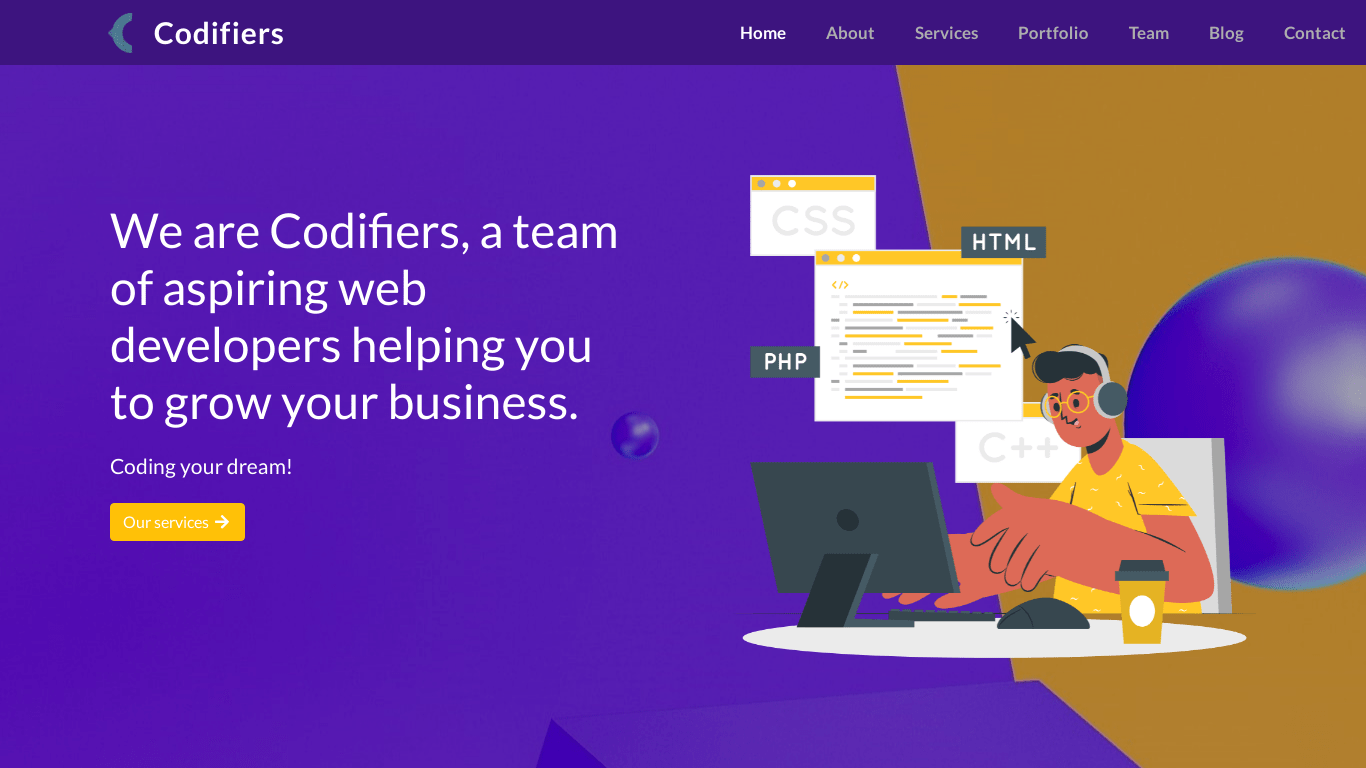 Codifiers
Home
About
Services
Portfolio
Team
Blog
Contact
We are Codifiers, a team
of aspiring web
developers helping you
to grow your business.
Coding your dream!
Our services
CSS
HTML
</>
PHP
C++